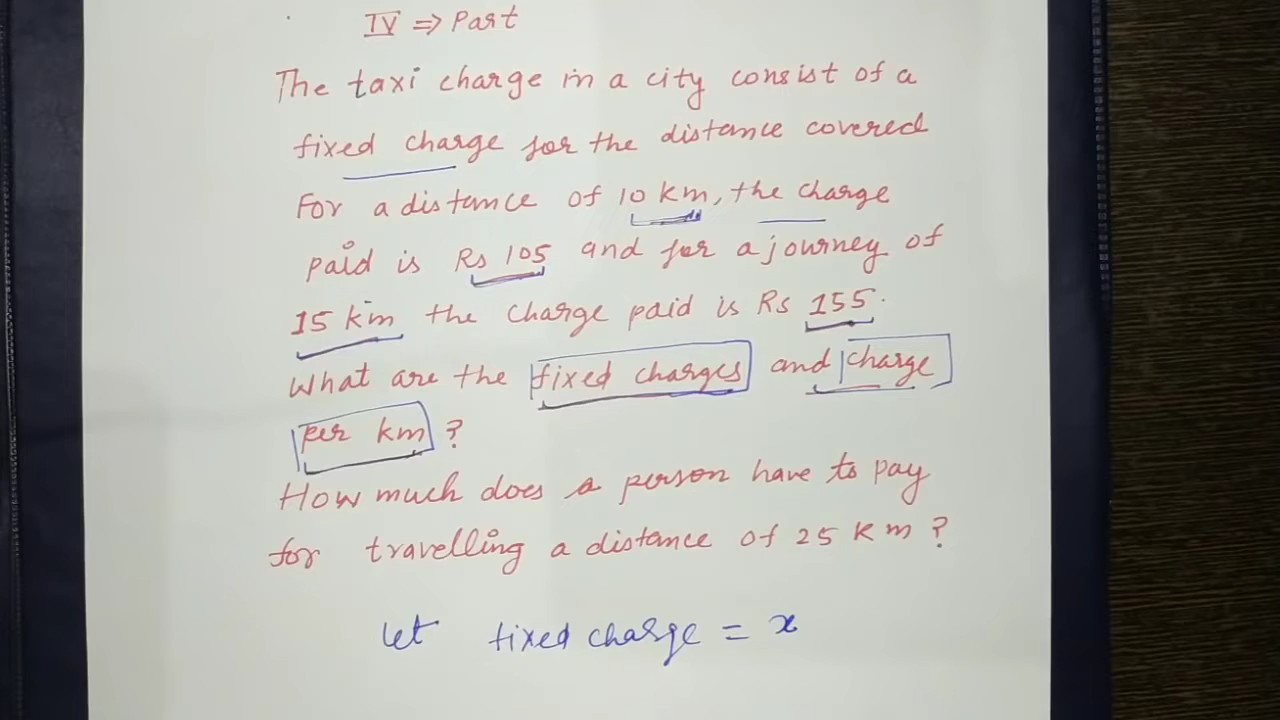 IV ⇒ Part
The taxi charge in a city consist of a
fixed charge for the distance covered
For a distance of 10 km, the charge
paid is Rs 105 and for a journey of
15 km the charge paid is Rs 155.
What are the fixed charges and charge
per km ?
How much does a person have to pay
for travelling a distance of 25 Km ?
let fixed charge = x